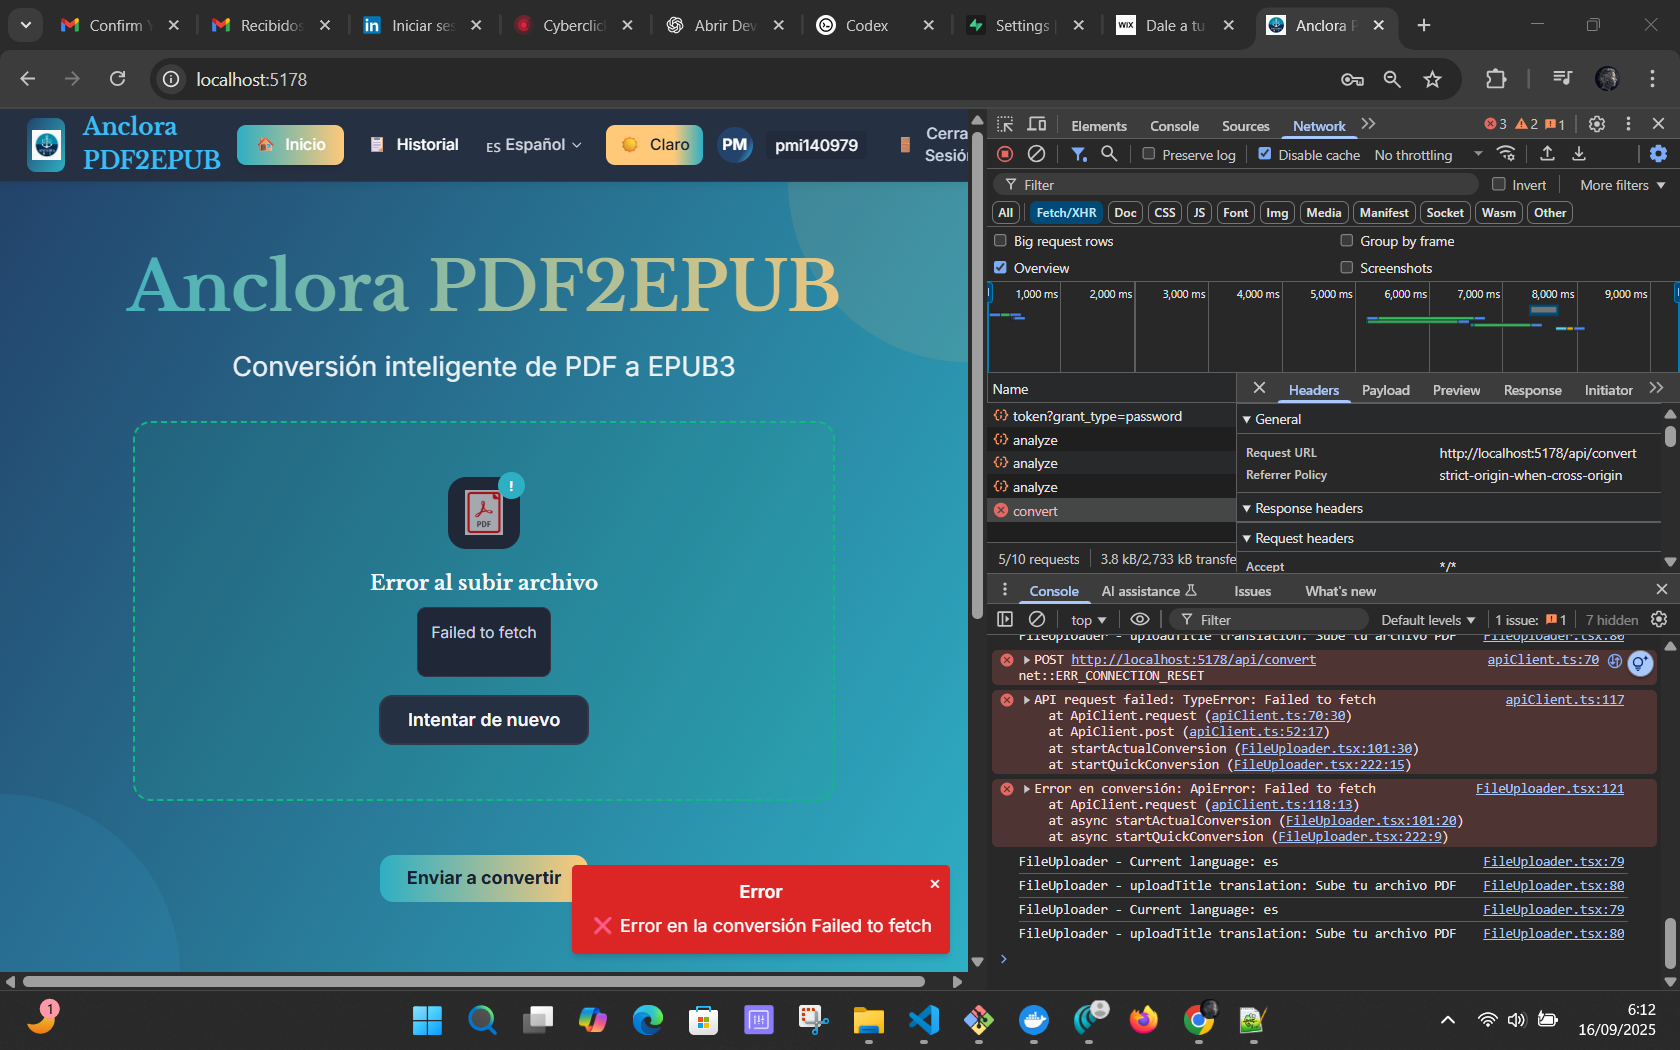 Confirm Y
Recibidos
Iniciar ses
Cyberclic
Abrir Dev
Codex
Settings |
Dale a tu
Anclora P
localhost:5178
Anclora
PDF2EPUB
Inicio
Historial
ES Español
Claro
PM
pmi140979
Cerra
Sesió
Anclora PDF2EPUB
Conversión inteligente de PDF a EPUB3
!
PDF
Error al subir archivo
Failed to fetch
Intentar de nuevo
Enviar a convertir
Error
❌ Error en la conversión Failed to fetch
Elements
Console
Sources
Network
3
2
1
Preserve log
Disable cache
No throttling
Filter
Invert
More filters
All
Fetch/XHR
Doc
CSS
JS
Font
Img
Media
Manifest
Socket
Wasm
Other
Big request rows
Group by frame
Overview
Screenshots
1,000 ms
2,000 ms
3,000 ms
4,000 ms
5,000 ms
6,000 ms
7,000 ms
8,000 ms
9,000 ms
Name
token?grant_type=password
analyze
analyze
analyze
convert
5/10 requests
3.8 kB/2,733 kB transfe
Headers
Payload
Preview
Response
Initiator
General
Request URL
http://localhost:5178/api/convert
Referrer Policy
strict-origin-when-cross-origin
Response headers
Request headers
Accept
*/*
Console
AI assistance
Issues
What's new
top
Filter
Default levels
1 issue:
1
7 hidden
FileUploader - uploadTitle translation: Sube tu archivo PDF FileUploader.tsx:80
POST http://localhost:5178/api/convert apiClient.ts:70
net::ERR_CONNECTION_RESET
API request failed: TypeError: Failed to fetch apiClient.ts:117
at ApiClient.request (apiClient.ts:70:30)
at ApiClient.post (apiClient.ts:52:17)
at startActualConversion (FileUploader.tsx:101:30)
at startQuickConversion (FileUploader.tsx:222:15)
Error en conversión: ApiError: Failed to fetch FileUploader.tsx:121
at ApiClient.request (apiClient.ts:118:13)
at async startActualConversion (FileUploader.tsx:101:20)
at async startQuickConversion (FileUploader.tsx:222:9)
FileUploader - Current language: es FileUploader.tsx:79
FileUploader - uploadTitle translation: Sube tu archivo PDF FileUploader.tsx:80
FileUploader - Current language: es FileUploader.tsx:79
FileUploader - uploadTitle translation: Sube tu archivo PDF FileUploader.tsx:80
1
6:12
16/09/2025